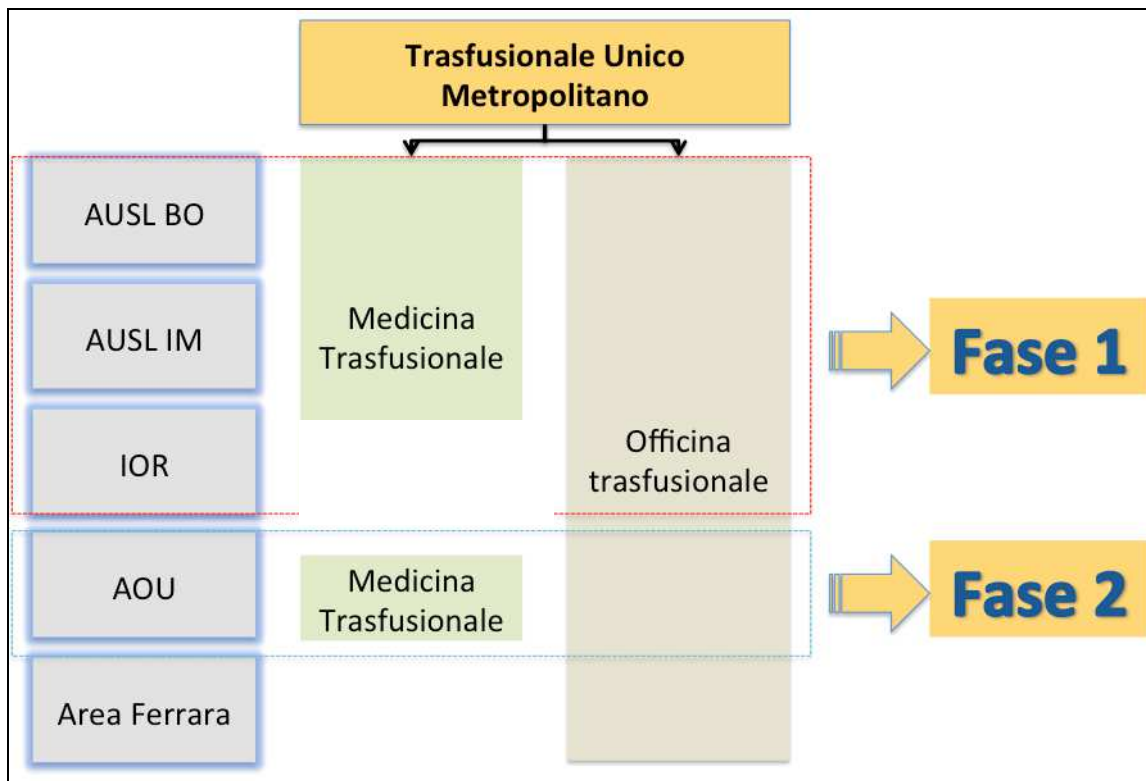 Trasfusionale Unico
Metropolitano
AUSL BO
AUSL IM
IOR
AOU
Area Ferrara
Medicina
Trasfusionale
Medicina
Trasfusionale
Officina
trasfusionale
Fase 1
Fase 2